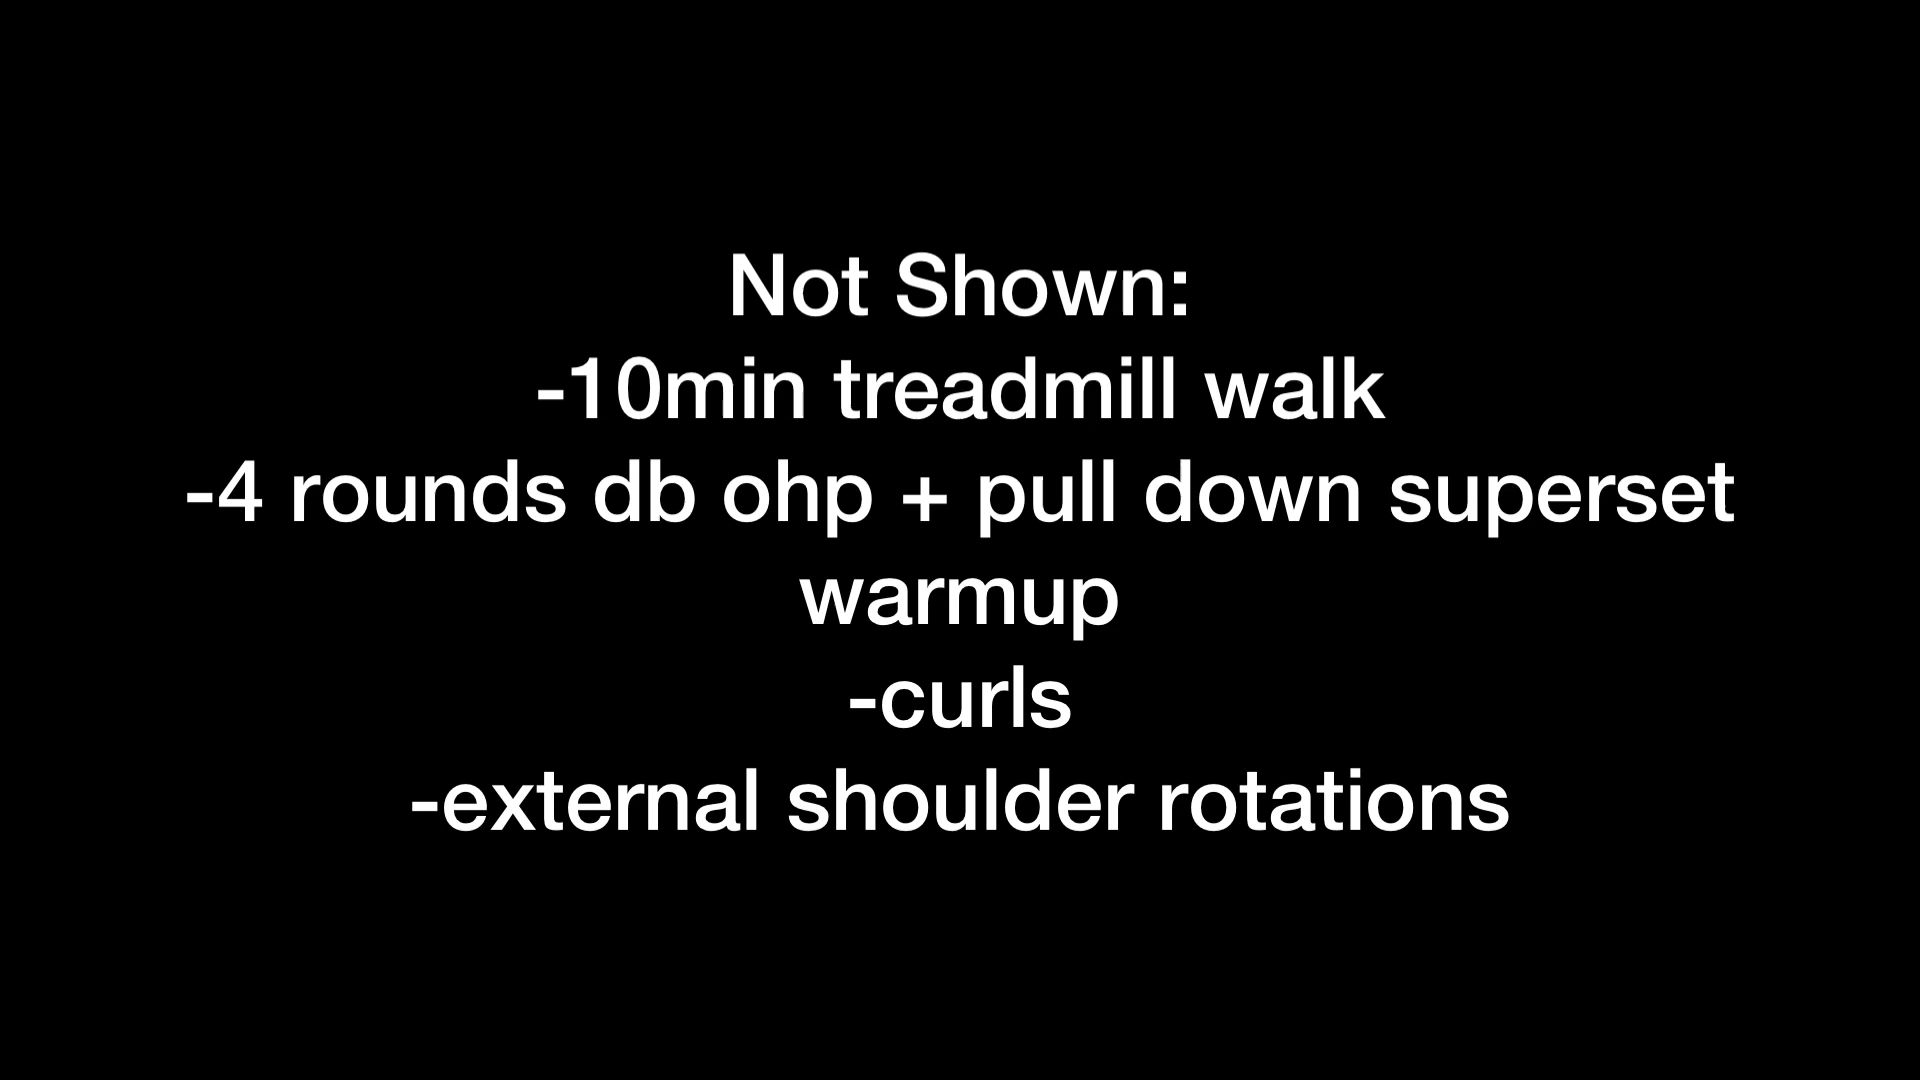 Not Shown:
-10min treadmill walk
-4 rounds db ohp + pull down superset
warmup
-curls
-external shoulder rotations